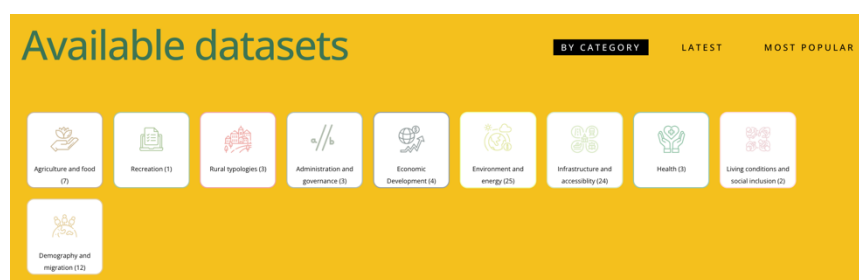 Available datasets
BY CATEGORY
LATEST
MOST POPULAR
Agriculture and food
(7)
Recreation (1)
Rural typologies (3)
a//b
Administration and
governance (3)
Economic
Development (4)
Environment and
energy (25)
Infrastructure and
accessiblity (24)
Health (3)
Living conditions and
social inclusion (2)
Demography and
migration (12)